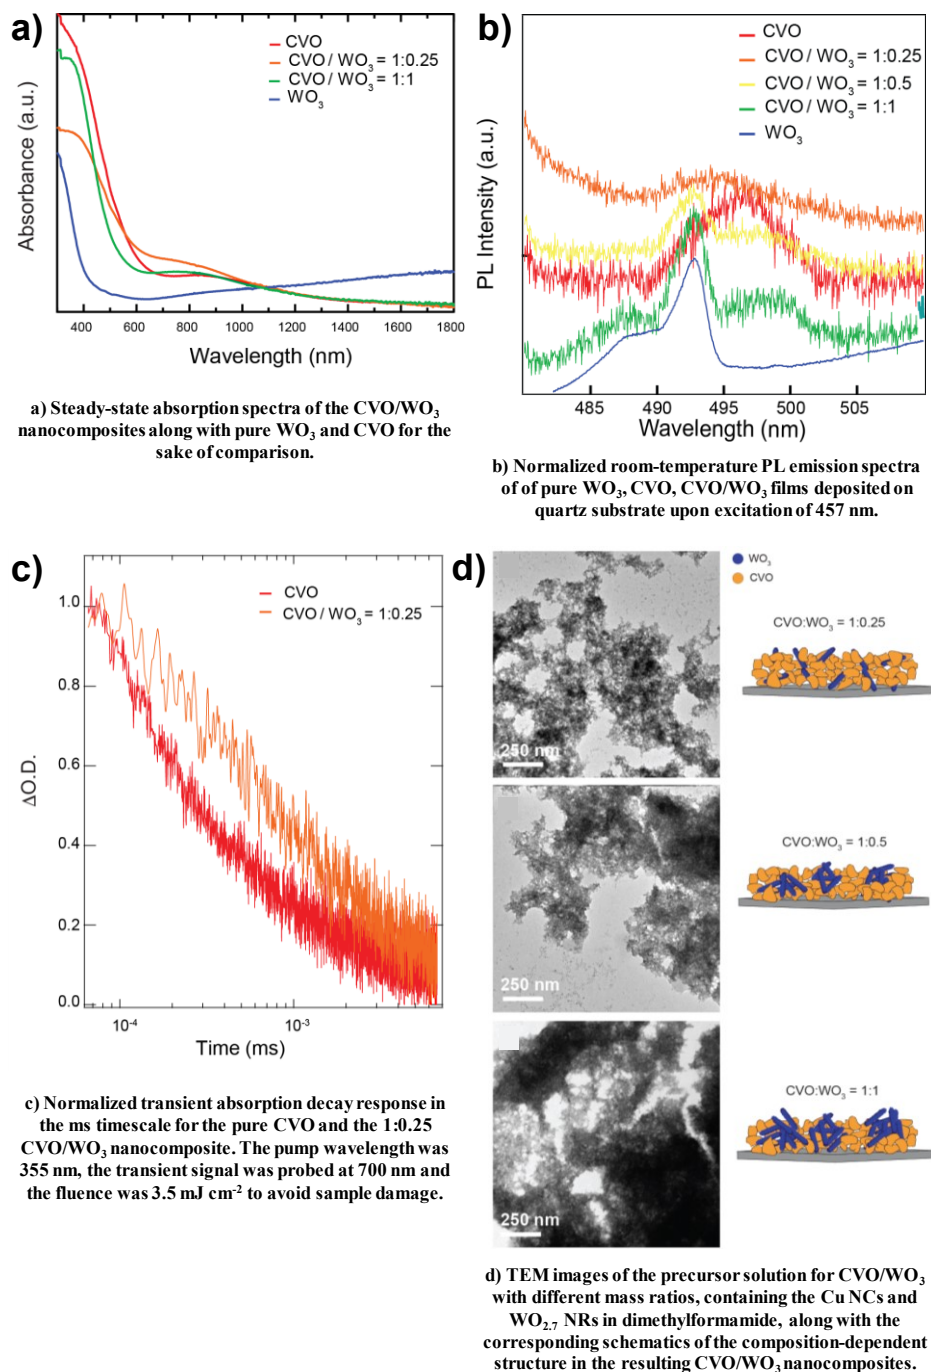 a)
CVO
CVO / WO3 = 1:0.25
CVO / WO3 = 1:1
WO3
Absorbance (a.u.)
400 600 800 1000 1200 1400 1600 1800
Wavelength (nm)
a) Steady-state absorption spectra of the CVO/WO3
nanocomposites along with pure WO3 and CVO for the
sake of comparison.
b)
CVO
CVO / WO3 = 1:0.25
CVO / WO3 = 1:0.5
CVO / WO3 = 1:1
WO3
PL Intensity (a.u.)
485 490 495 500 505
Wavelength (nm)
b) Normalized room-temperature PL emission spectra
of of pure WO3, CVO, CVO/WO3 films deposited on
quartz substrate upon excitation of 457 nm.
c)
CVO
CVO / WO3 = 1:0.25
1.0
0.8
0.6
0.4
0.2
0.0
ΔO.D.
10-4 10-3
Time (ms)
c) Normalized transient absorption decay response in
the ms timescale for the pure CVO and the 1:0.25
CVO/WO3 nanocomposite. The pump wavelength was
355 nm, the transient signal was probed at 700 nm and
the fluence was 3.5 mJ cm-2 to avoid sample damage.
d)
WO3
CVO
CVO:WO3 = 1:0.25
250 nm
CVO:WO3 = 1:0.5
250 nm
CVO:WO3 = 1:1
250 nm
d) TEM images of the precursor solution for CVO/WO3
with different mass ratios, containing the Cu NCs and
WO2.7 NRs in dimethylformamide, along with the
corresponding schematics of the composition-dependent
structure in the resulting CVO/WO3 nanocomposites.